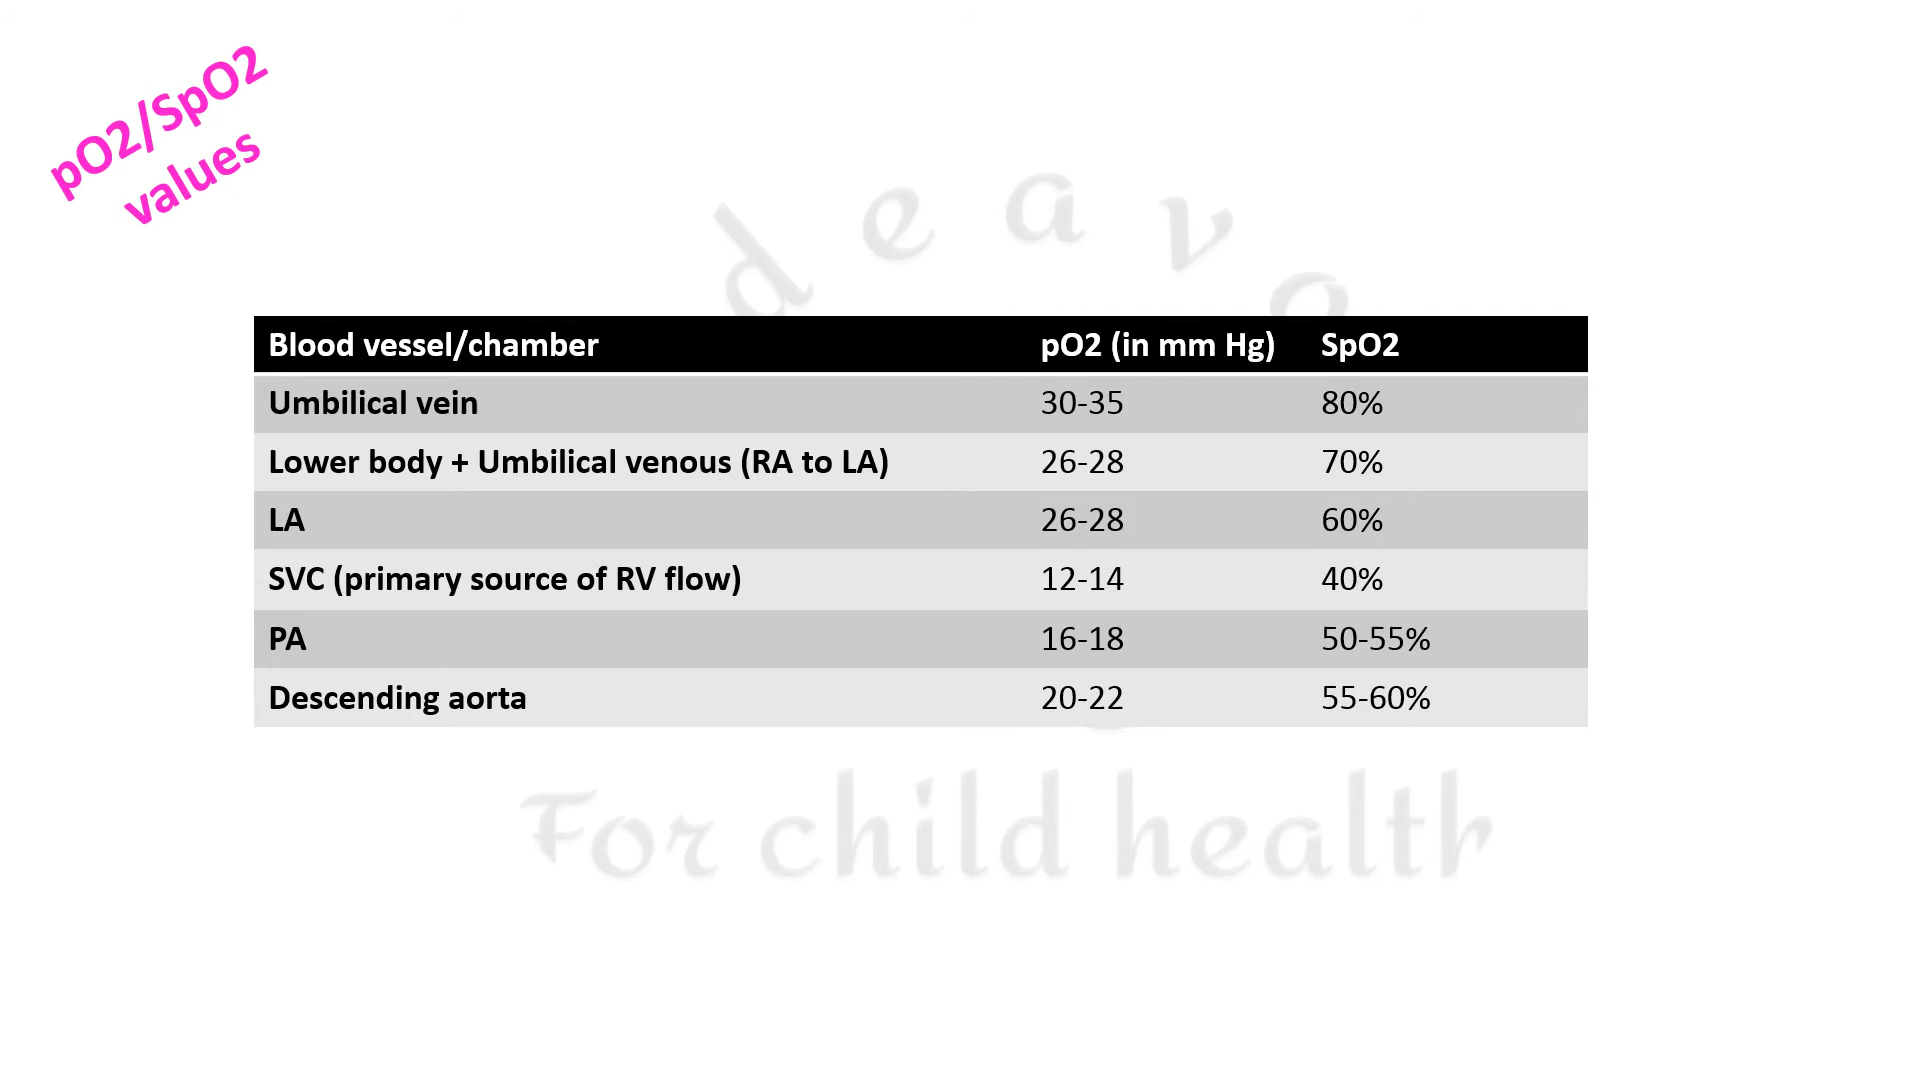 pO2/SpO2
values
d e a v o
Blood vessel/chamber pO2 (in mm Hg) SpO2
Umbilical vein 30-35 80%
Lower body + Umbilical venous (RA to LA) 26-28 70%
LA 26-28 60%
SVC (primary source of RV flow) 12-14 40%
PA 16-18 50-55%
Descending aorta 20-22 55-60%
For child health